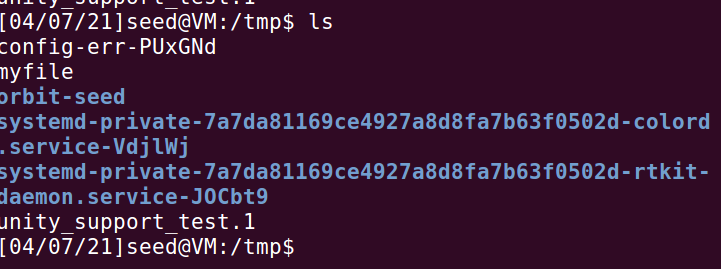 unity_support_test.1
[04/07/21]seed@VM:/tmp$ ls
config-err-PUxGNd
myfile
orbit-seed
systemd-private-7a7da81169ce4927a8d8fa7b63f0502d-colord
.service-VdjlWj
systemd-private-7a7da81169ce4927a8d8fa7b63f0502d-rtkit-
daemon.service-JOCbt9
unity_support_test.1
[04/07/21]seed@VM:/tmp$